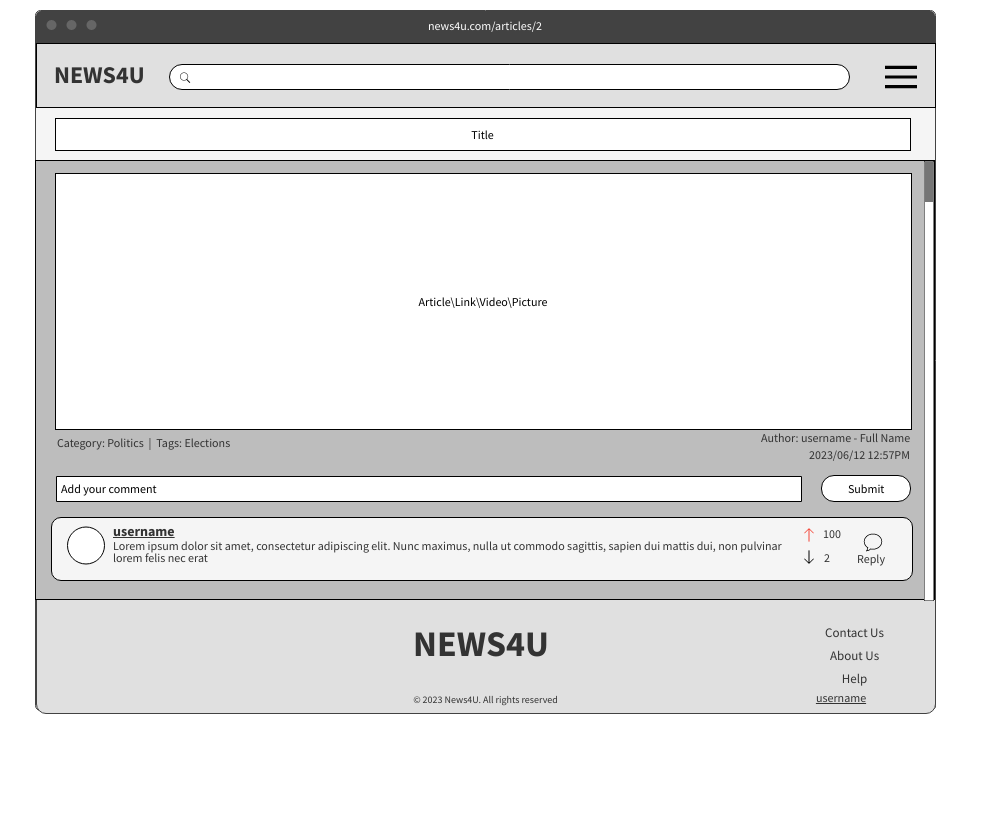 news4u.com/articles/2
NEWS4U
Title
Article\Link\Video\Picture
Category: Politics | Tags: Elections
Author: username - Full Name
2023/06/12 12:57PM
Add your comment
Submit
username
Lorem ipsum dolor sit amet, consectetur adipiscing elit. Nunc maximus, nulla ut commodo sagittis, sapien dui mattis dui, non pulvinar
lorem felis nec erat
100
2
Reply
NEWS4U
Contact Us
About Us
Help
username
© 2023 News4U. All rights reserved